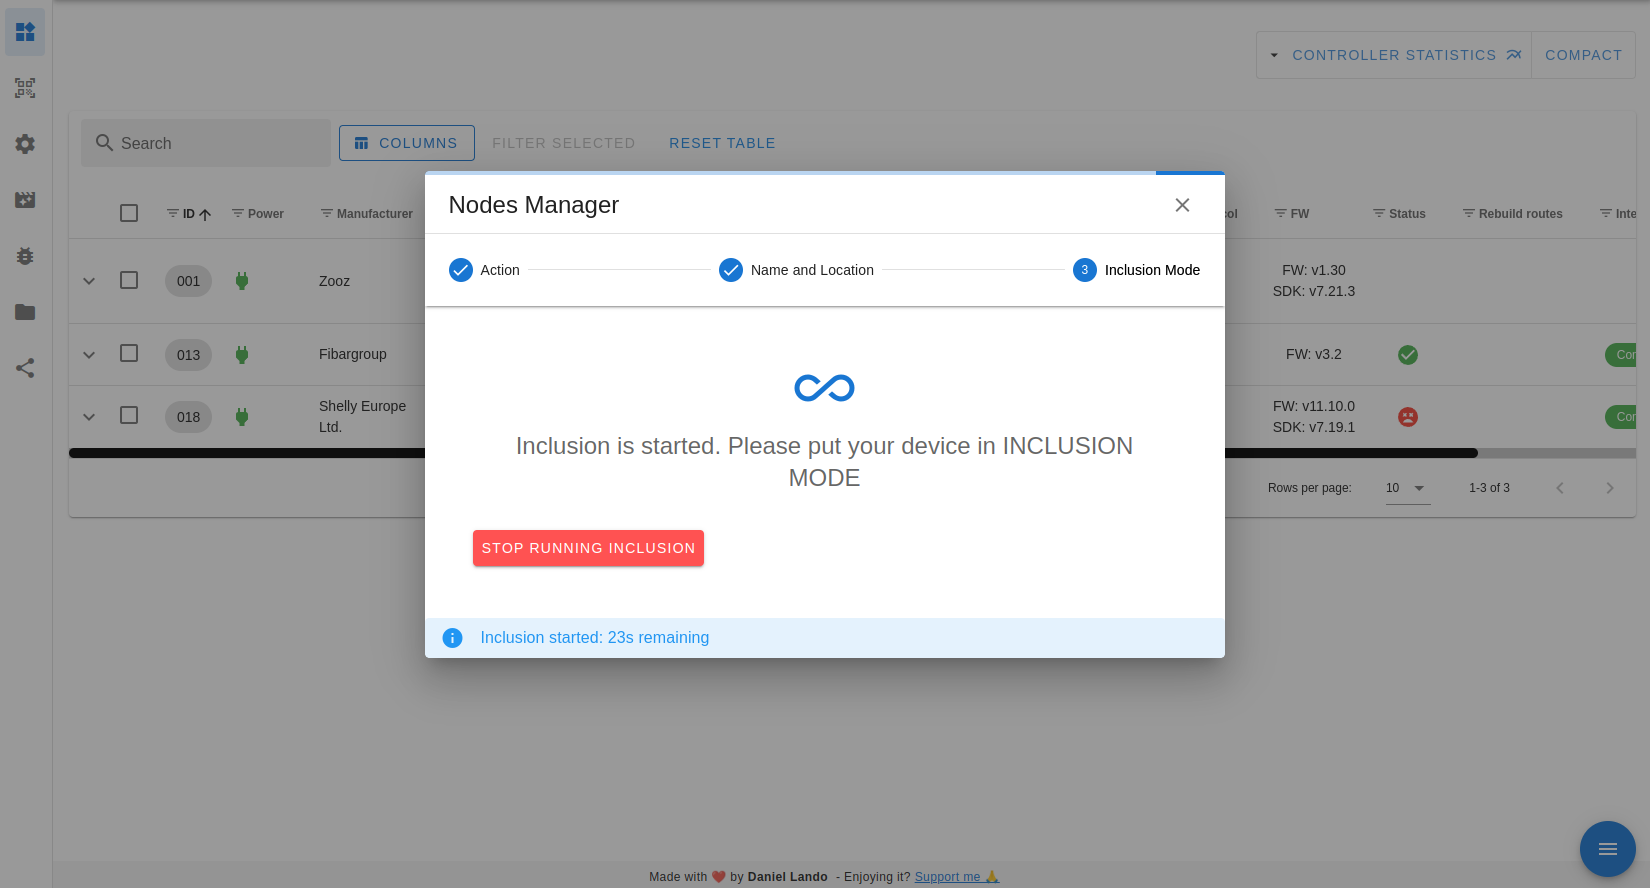 CONTROLLER STATISTICS COMPACT
Search COLUMNS FILTER SELECTED RESET TABLE
Nodes Manager
ID Power Manufacturer FW Status Rebuild routes
Action Name and Location 3 Inclusion Mode
001 Zooz FW: v1.30
SDK: v7.21.3
013 Fibargroup FW: v3.2
018 Shelly Europe
Ltd. FW: v11.10.0
SDK: v7.19.1
Inclusion is started. Please put your device in INCLUSION
MODE
Rows per page: 10 1-3 of 3
STOP RUNNING INCLUSION
Inclusion started: 23s remaining
Made with ❤️ by Daniel Lando - Enjoying it? Support me 🙏